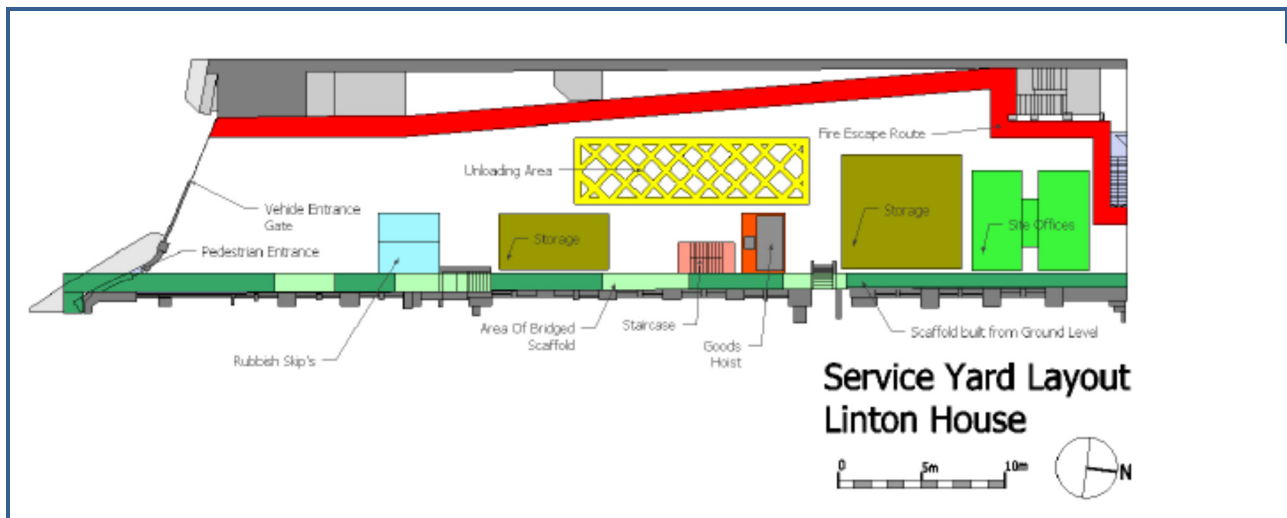 Fire Escape Route
Unloading Area
Vehicle Entrance
Gate
Storage
Storage
Site Offices
Pedestrian Entrance
Area Of Bridged
Scaffold
Staircase
Goods
Hoist
Scaffold built from Ground Level
Rubbish Skip's
Service Yard Layout
Linton House
0 5m 10m
N